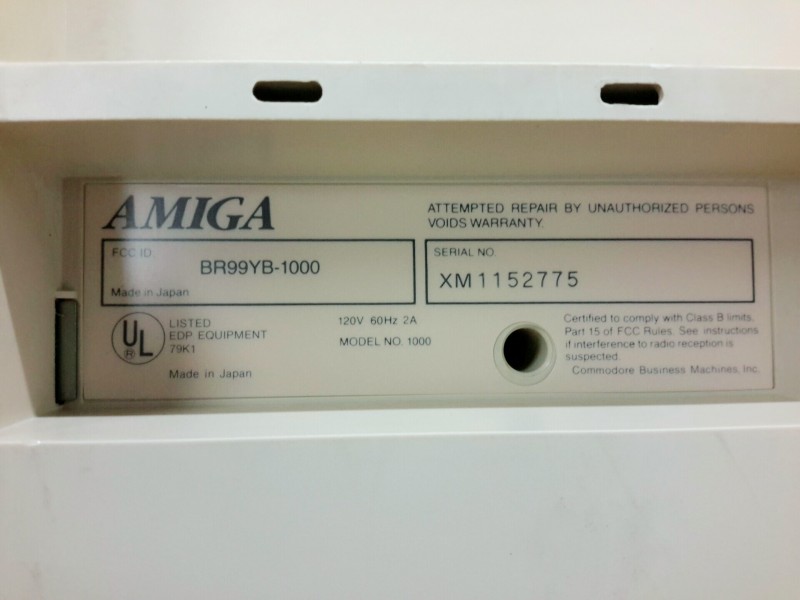 AMIGA
ATTEMPTED REPAIR BY UNAUTHORIZED PERSONS
VOIDS WARRANTY.
FCC ID
BR99YB-1000
Made in Japan
SERIAL NO.
XM1152775
UL
®
LISTED
EDP EQUIPMENT
79K1
Made in Japan
120V 60Hz 2A
MODEL NO. 1000
Certified to comply with Class B limits,
Part 15 of FCC Rules. See instructions
if interference to radio reception is
suspected.
Commodore Business Machines, Inc.